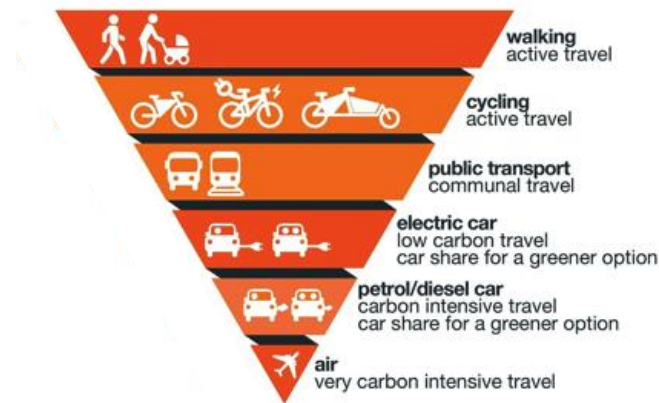 walking
active travel
cycling
active travel
public transport
communal travel
electric car
low carbon travel
car share for a greener option
petrol/diesel car
carbon intensive travel
car share for a greener option
air
very carbon intensive travel